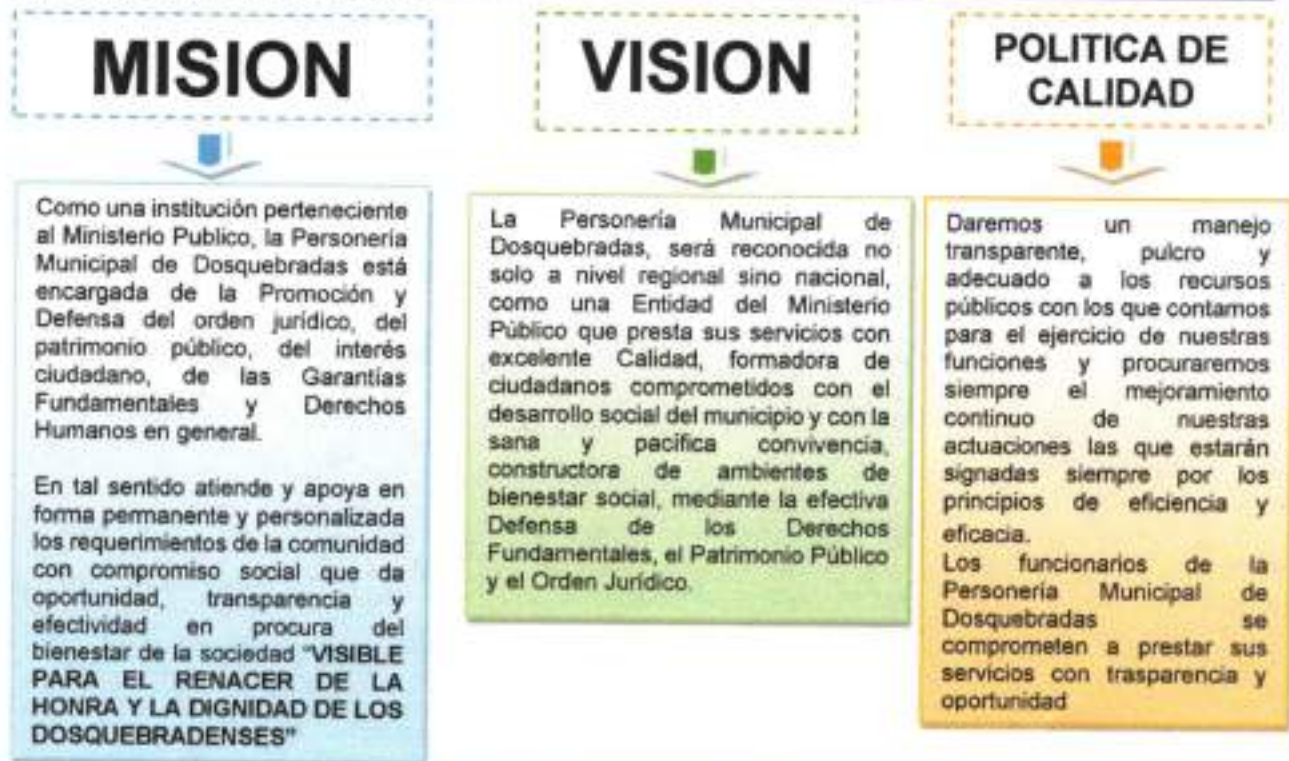 MISION
Como una institución perteneciente
al Ministerio Publico, la Personería
Municipal de Dosquebradas está
encargada de la Promoción y
Defensa del orden jurídico, del
patrimonio público, del interés
ciudadano, de las Garantías
Fundamentales y Derechos
Humanos en general.
En tal sentido atiende y apoya en
forma permanente y personalizada
los requerimientos de la comunidad
con compromiso social que da
oportunidad, transparencia y
efectividad en procura del
bienestar de la sociedad "VISIBLE
PARA EL RENACER DE LA
HONRA Y LA DIGNIDAD DE LOS
DOSQUEBRADENSES"
VISION
La Personería Municipal de
Dosquebradas, será reconocida no
solo a nivel regional sino nacional,
como una Entidad del Ministerio
Público que presta sus servicios con
excelente Calidad, formadora de
ciudadanos comprometidos con el
desarrollo social del municipio y con la
sana y pacífica convivencia,
constructora de ambientes de
bienestar social, mediante la efectiva
Defensa de los Derechos
Fundamentales, el Patrimonio Público
y el Orden Jurídico.
POLITICA DE
CALIDAD
Daremos un manejo
transparente, pulcro y
adecuado a los recursos
públicos con los que contamos
para el ejercicio de nuestras
funciones y procuraremos
siempre el mejoramiento
continuo de nuestras
actuaciones las que estarán
signadas siempre por los
principios de eficiencia y
eficacia.
Los funcionarios de la
Personería Municipal de
Dosquebradas se
comprometen a prestar sus
servicios con trasparencia y
oportunidad